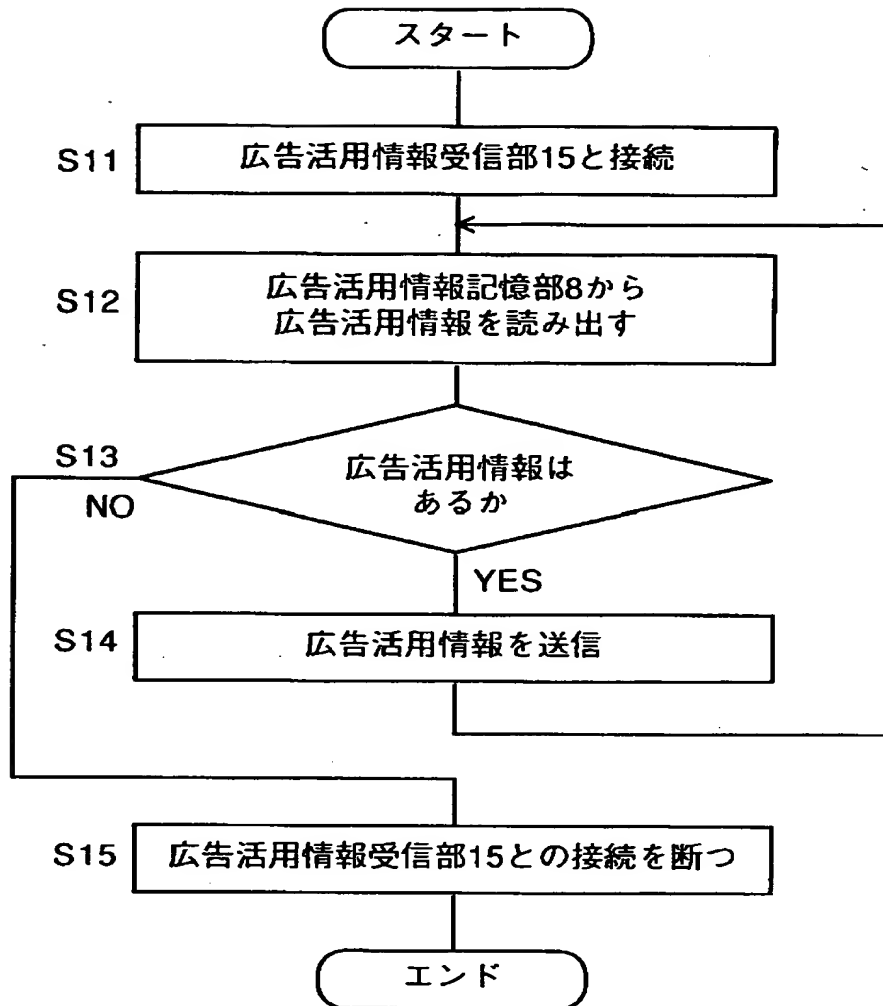 スタート
S11
広告活用情報受信部15と接続
S12
広告活用情報記憶部8から
広告活用情報を読み出す
S13
広告活用情報は
あるか
NO
YES
S14
広告活用情報を送信
S15
広告活用情報受信部15との接続を断つ
エンド